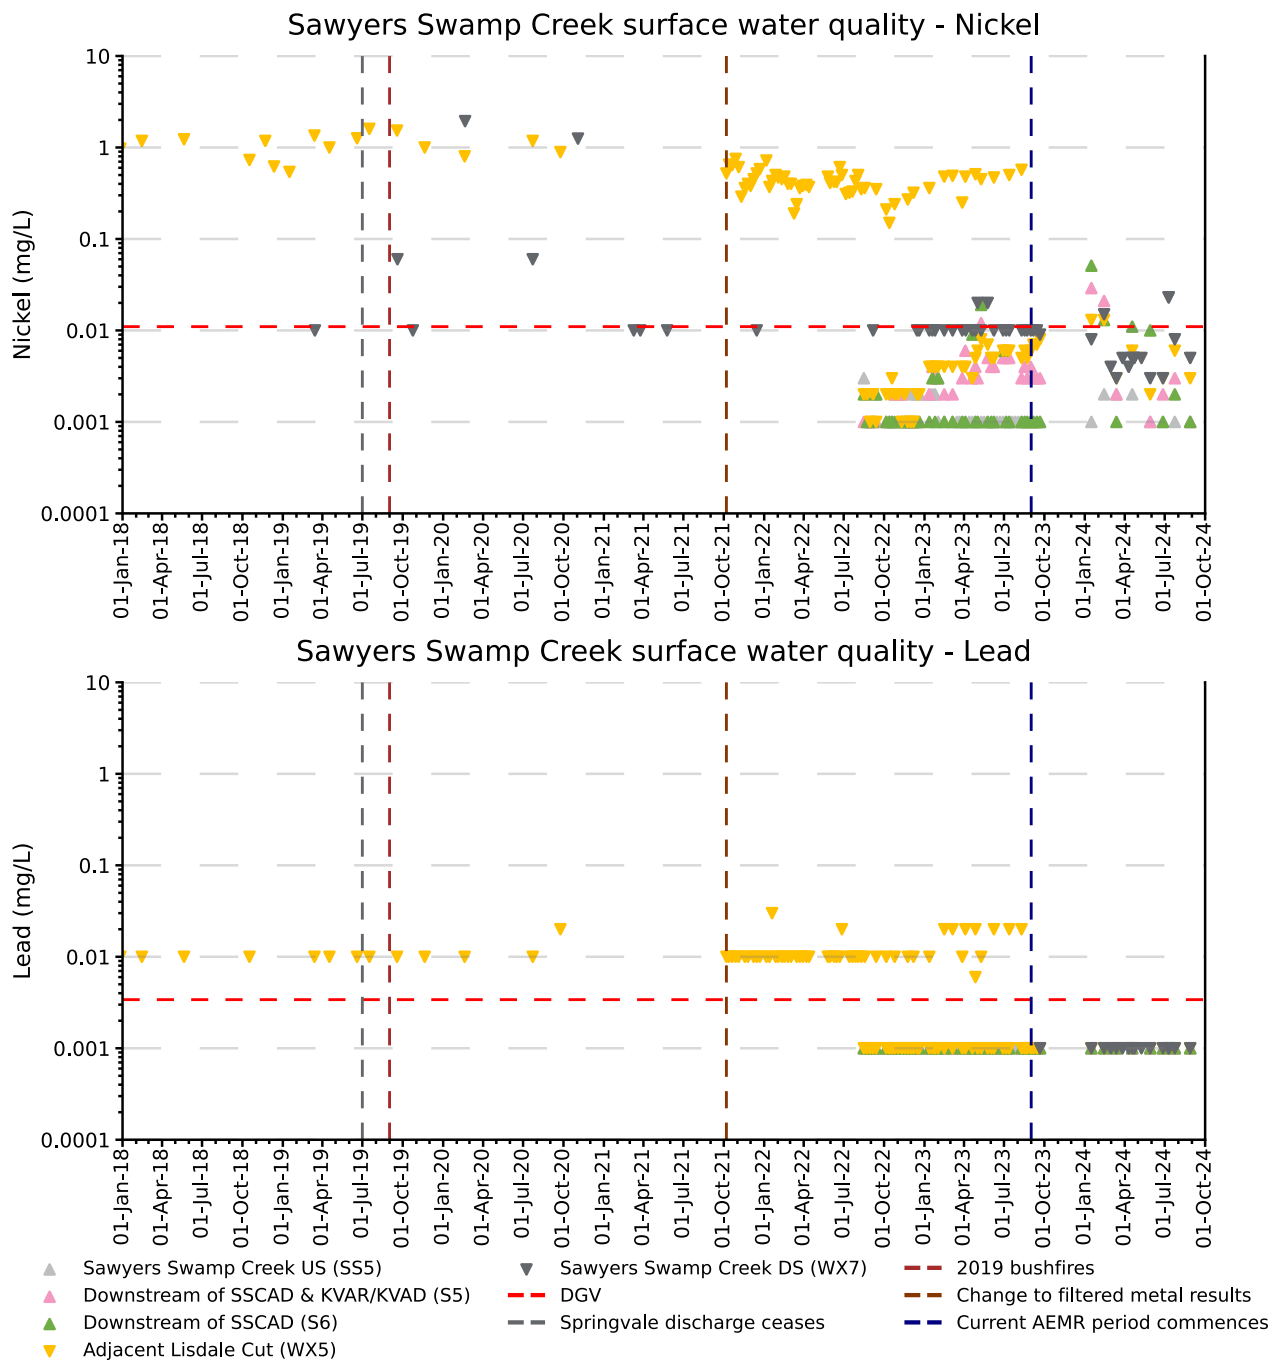 Sawyers Swamp Creek surface water quality - Nickel
Nickel (mg/L)
10
1
0.1
0.01
0.001
0.0001
01-Jan-18
01-Apr-18
01-Jul-18
01-Oct-18
01-Jan-19
01-Apr-19
01-Jul-19
01-Oct-19
01-Jan-20
01-Apr-20
01-Jul-20
01-Oct-20
01-Jan-21
01-Apr-21
01-Jul-21
01-Oct-21
01-Jan-22
01-Apr-22
01-Jul-22
01-Oct-22
01-Jan-23
01-Apr-23
01-Jul-23
01-Oct-23
01-Jan-24
01-Apr-24
01-Jul-24
01-Oct-24
Sawyers Swamp Creek surface water quality - Lead
Lead (mg/L)
10
1
0.1
0.01
0.001
0.0001
01-Jan-18
01-Apr-18
01-Jul-18
01-Oct-18
01-Jan-19
01-Apr-19
01-Jul-19
01-Oct-19
01-Jan-20
01-Apr-20
01-Jul-20
01-Oct-20
01-Jan-21
01-Apr-21
01-Jul-21
01-Oct-21
01-Jan-22
01-Apr-22
01-Jul-22
01-Oct-22
01-Jan-23
01-Apr-23
01-Jul-23
01-Oct-23
01-Jan-24
01-Apr-24
01-Jul-24
01-Oct-24
Sawyers Swamp Creek US (SS5)
Downstream of SSCAD & KVAR/KVAD (S5)
Downstream of SSCAD (S6)
Adjacent Lisdale Cut (WX5)
Sawyers Swamp Creek DS (WX7)
DGV
Springvale discharge ceases
2019 bushfires
Change to filtered metal results
Current AEMR period commences